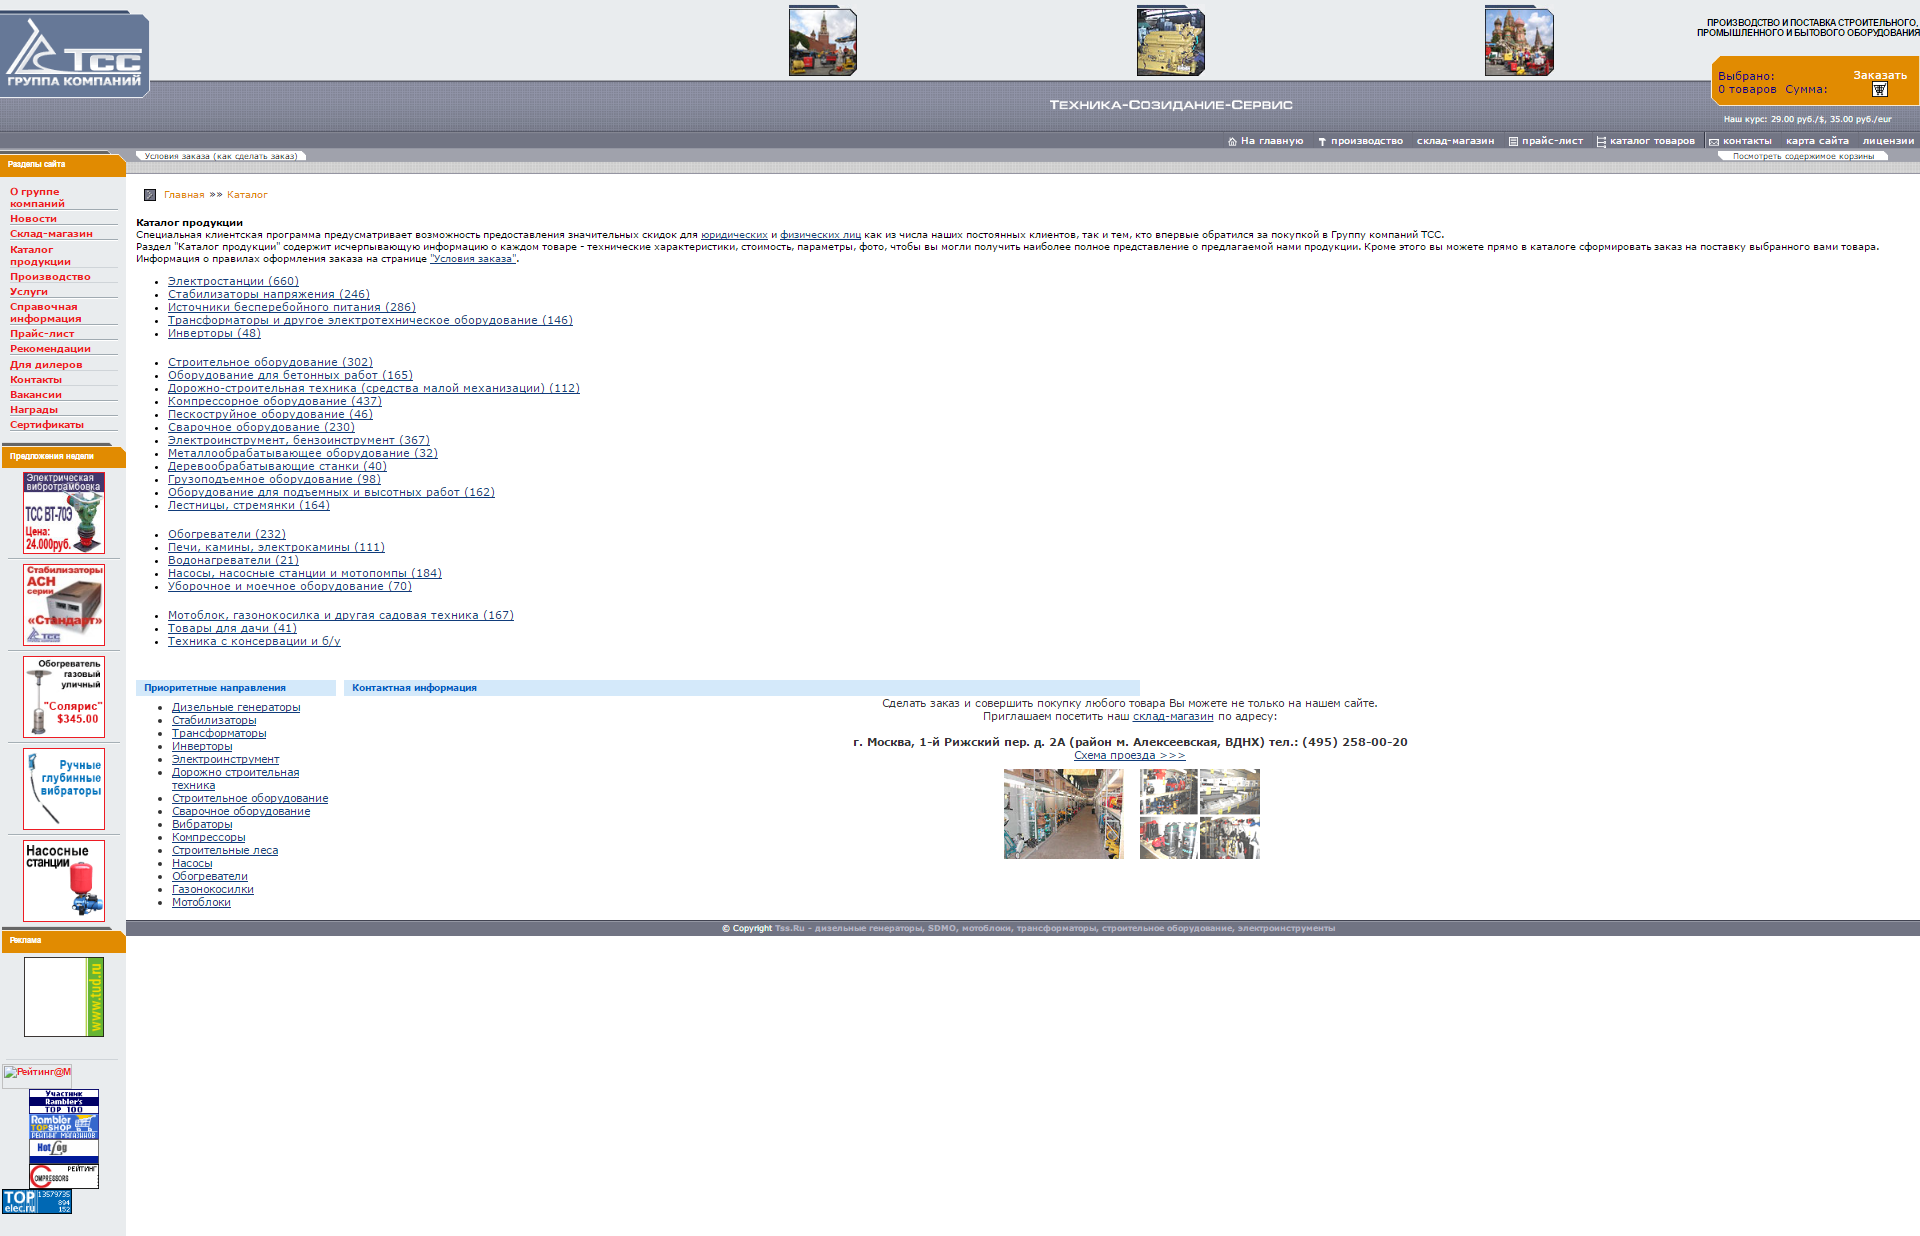 ТСС
ГРУППА КОМПАНИЙ
ПРОИЗВОДСТВО И ПОСТАВКА СТРОИТЕЛЬНОГО,
ПРОМЫШЛЕННОГО И БЫТОВОГО ОБОРУДОВАНИЯ
Выбрано:
0 товаров Сумма:
Заказать
Техника-Созидание-Сервис
Наш курс: 29.00 руб./$, 35.00 руб./eur
На главную
производство
склад-магазин
прайс-лист
каталог товаров
контакты
карта сайта
лицензии
Условия заказа (как сделать заказ)
Посмотреть содержимое корзины
Разделы сайта
О группе
компаний
Новости
Склад-магазин
Каталог
продукции
Производство
Услуги
Справочная
информация
Прайс-лист
Рекомендации
Для дилеров
Контакты
Вакансии
Награды
Сертификаты
Предложения недели
Электрическая
вибротрамбовка
ТСС ВТ-70Э
Цена:
24.000руб.
Стабилизаторы
АСН
серии
«Стандарт»
ТСС
Обогреватель
газовый
уличный
"Солярис"
$345.00
Ручные
глубинные
вибраторы
Насосные
станции
Реклама
www.tud.ru
Рейтинг@М
Участник
Rambler's
TOP 100
Rambler
TOPSHOP
РЕЙТИНГ МАГАЗИНОВ
HotLog
РЕЙТИНГ
COMPRESSORS
TOP
elec.ru
13579735
894
152
Главная »» Каталог
Каталог продукции
Специальная клиентская программа предусматривает возможность предоставления значительных скидок для юридических и физических лиц как из числа наших постоянных клиентов, так и тем, кто впервые обратился за покупкой в Группу компаний ТСС.
Раздел "Каталог продукции" содержит исчерпывающую информацию о каждом товаре - технические характеристики, стоимость, параметры, фото, чтобы вы могли получить наиболее полное представление о предлагаемой нами продукции. Кроме этого вы можете прямо в каталоге сформировать заказ на поставку выбранного вами товара.
Информация о правилах оформления заказа на странице "Условия заказа".
Электростанции (660)
Стабилизаторы напряжения (246)
Источники бесперебойного питания (286)
Трансформаторы и другое электротехническое оборудование (146)
Инверторы (48)
Строительное оборудование (302)
Оборудование для бетонных работ (165)
Дорожно-строительная техника (средства малой механизации) (112)
Компрессорное оборудование (437)
Пескоструйное оборудование (46)
Сварочное оборудование (230)
Электроинструмент, бензоинструмент (367)
Металлообрабатывающее оборудование (32)
Деревообрабатывающие станки (40)
Грузоподъемное оборудование (98)
Оборудование для подъемных и высотных работ (162)
Лестницы, стремянки (164)
Обогреватели (232)
Печи, камины, электрокамины (111)
Водонагреватели (21)
Насосы, насосные станции и мотопомпы (184)
Уборочное и моечное оборудование (70)
Мотоблок, газонокосилка и другая садовая техника (167)
Товары для дачи (41)
Техника с консервации и б/у
Приоритетные направления
Дизельные генераторы
Стабилизаторы
Трансформаторы
Инверторы
Электроинструмент
Дорожно строительная
техника
Строительное оборудование
Сварочное оборудование
Вибраторы
Компрессоры
Строительные леса
Насосы
Обогреватели
Газонокосилки
Мотоблоки
Контактная информация
Сделать заказ и совершить покупку любого товара Вы можете не только на нашем сайте.
Приглашаем посетить наш склад-магазин по адресу:
г. Москва, 1-й Рижский пер. д. 2А (район м. Алексеевская, ВДНХ) тел.: (495) 258-00-20
Схема проезда >>>
© Copyright Tss.Ru - дизельные генераторы, SDMO, мотоблоки, трансформаторы, строительное оборудование, электроинструменты